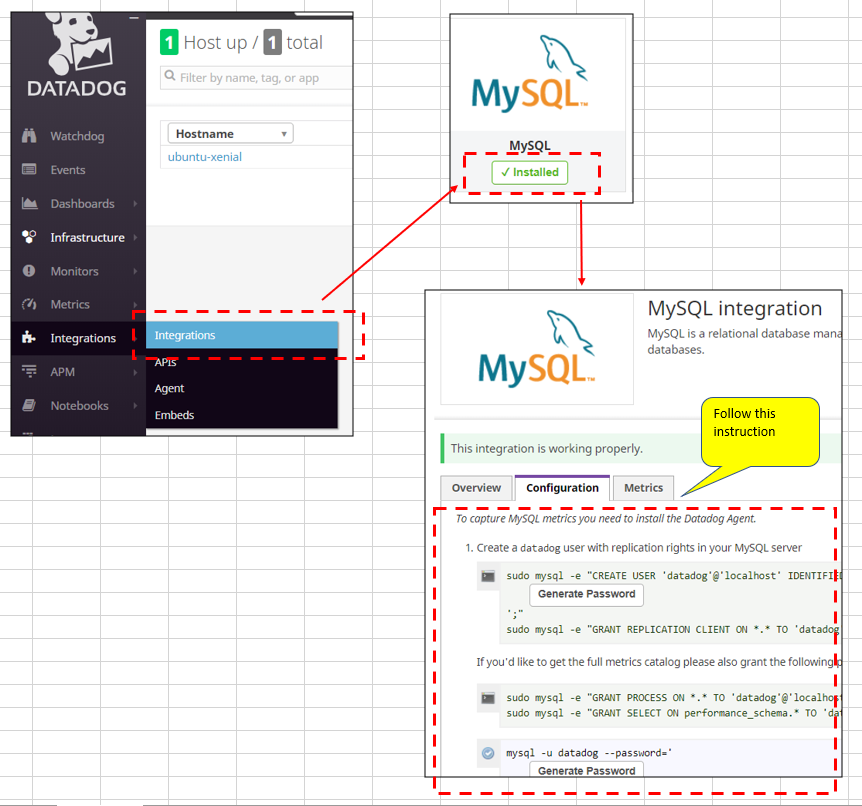 DATADOG
Watchdog
Events
Dashboards
Infrastructure
Monitors
Metrics
Integrations
APM
Notebooks
1 Host up / 1 total
Filter by name, tag, or app
Hostname
ubuntu-xenial
Integrations
APIs
Agent
Embeds
MySQL™
MySQL
✓ Installed
MySQL™
MySQL integration
MySQL is a relational database mana
databases.
Follow this
instruction
This integration is working properly.
Overview Configuration Metrics
To capture MySQL metrics you need to install the Datadog Agent.
1. Create a datadog user with replication rights in your MySQL server
sudo mysql -e "CREATE USER 'datadog'@'localhost' IDENTIFIED
Generate Password
';"
sudo mysql -e "GRANT REPLICATION CLIENT ON *.* TO 'datadog
If you'd like to get the full metrics catalog please also grant the following p
sudo mysql -e "GRANT PROCESS ON *.* TO 'datadog'@'localhost
sudo mysql -e "GRANT SELECT ON performance_schema.* TO 'dat
mysql -u datadog --password='
Generate Password